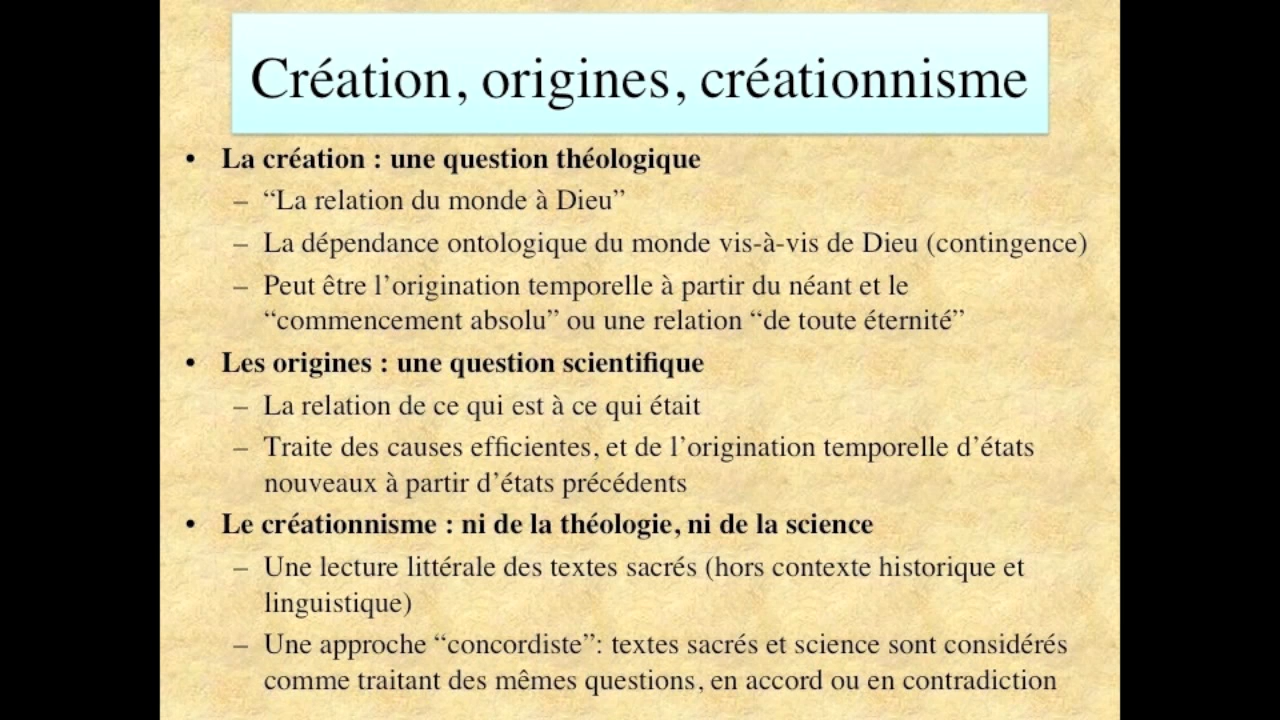 Création, origines, créationnisme
• La création : une question théologique
– “La relation du monde à Dieu”
– La dépendance ontologique du monde vis-à-vis de Dieu (contingence)
– Peut être l’origination temporelle à partir du néant et le
“commencement absolu” ou une relation “de toute éternité”
• Les origines : une question scientifique
– La relation de ce qui est à ce qui était
– Traite des causes efficientes, et de l’origination temporelle d’états
nouveaux à partir d’états précédents
• Le créationnisme : ni de la théologie, ni de la science
– Une lecture littérale des textes sacrés (hors contexte historique et
linguistique)
– Une approche “concordiste”: textes sacrés et science sont considérés
comme traitant des mêmes questions, en accord ou en contradiction